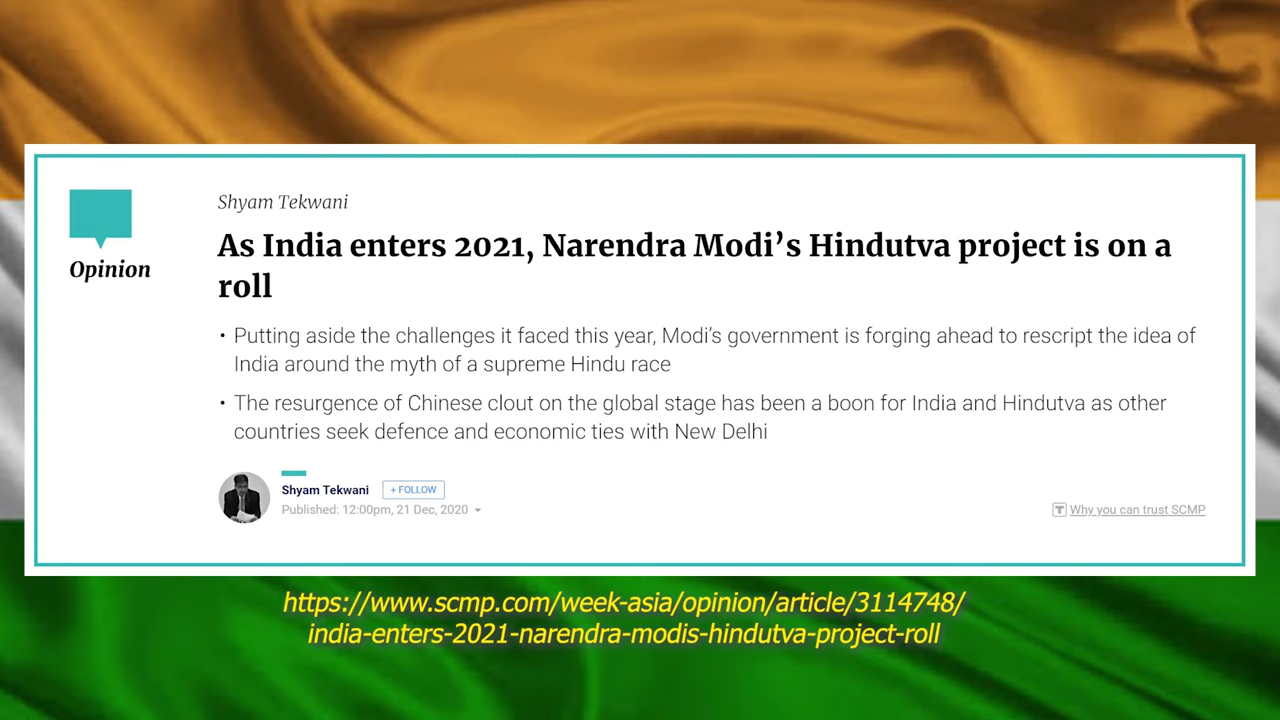 Shyam Tekwani
Opinion
As India enters 2021, Narendra Modi’s Hindutva project is on a
roll
• Putting aside the challenges it faced this year, Modi’s government is forging ahead to rescript the idea of
India around the myth of a supreme Hindu race
• The resurgence of Chinese clout on the global stage has been a boon for India and Hindutva as other
countries seek defence and economic ties with New Delhi
Shyam Tekwani + FOLLOW
Published: 12:00pm, 21 Dec, 2020
T Why you can trust SCMP
https://www.scmp.com/week-asia/opinion/article/3114748/
india-enters-2021-narendra-modis-hindutva-project-roll